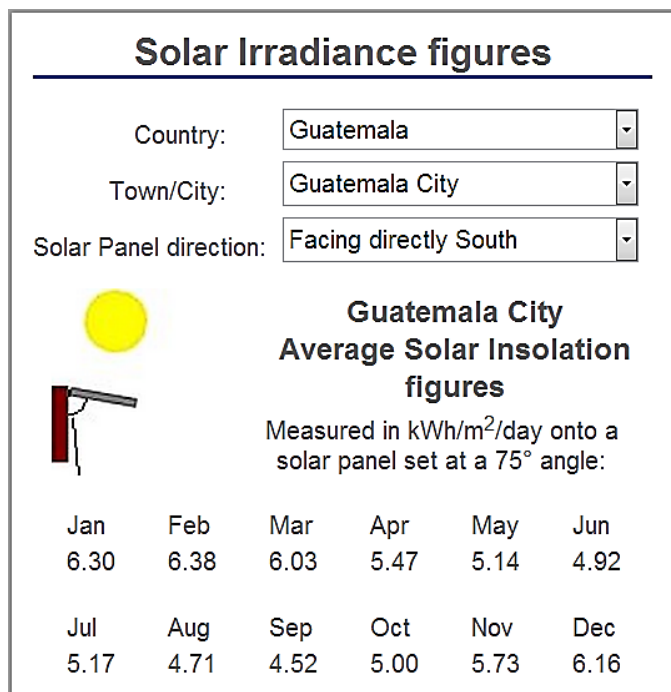 Solar Irradiance figures
Country: Guatemala
Town/City: Guatemala City
Solar Panel direction: Facing directly South
Guatemala City
Average Solar Insolation
figures
Measured in kWh/m²/day onto a
solar panel set at a 75° angle:
Jan Feb Mar Apr May Jun
6.30 6.38 6.03 5.47 5.14 4.92
Jul Aug Sep Oct Nov Dec
5.17 4.71 4.52 5.00 5.73 6.16